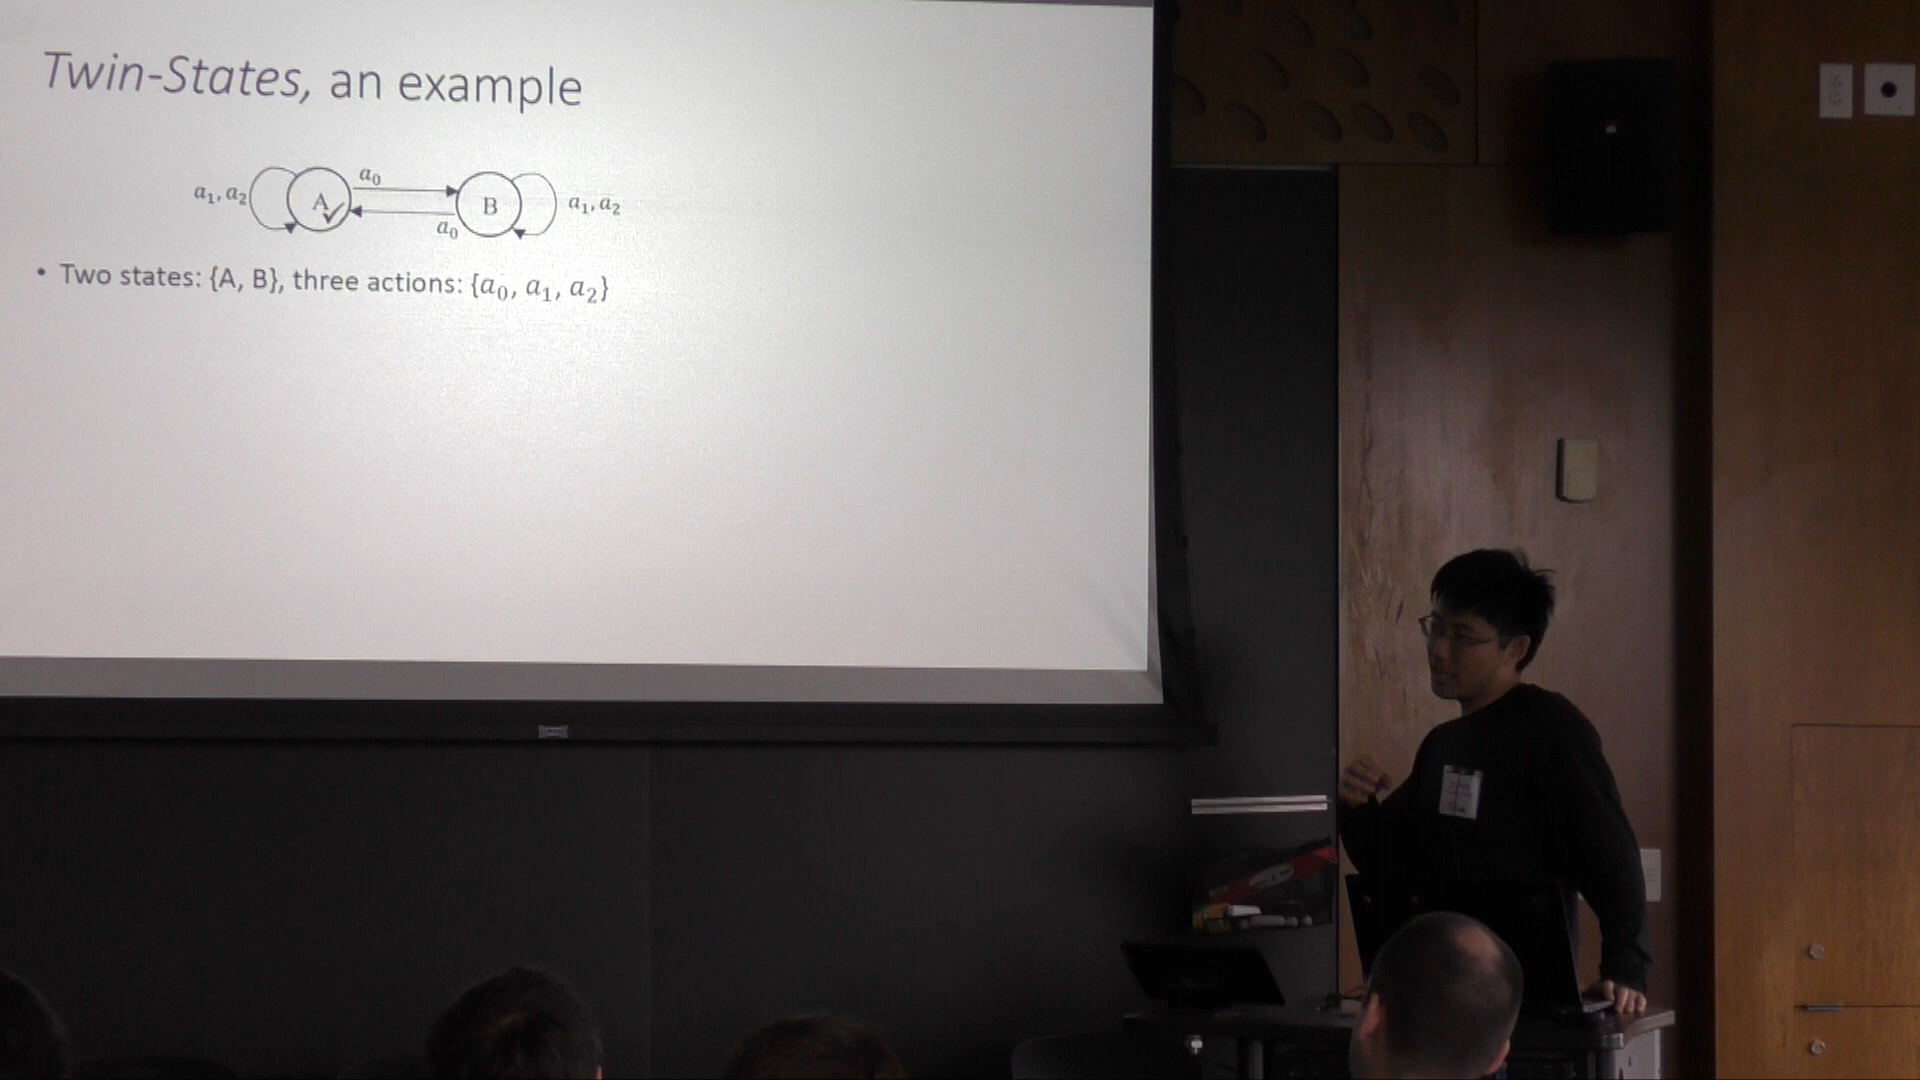 Twin-States, an example
a₀
a₁, a₂
A
B
a₁, a₂
a₀
• Two states: {A, B}, three actions: {a₀, a₁, a₂}